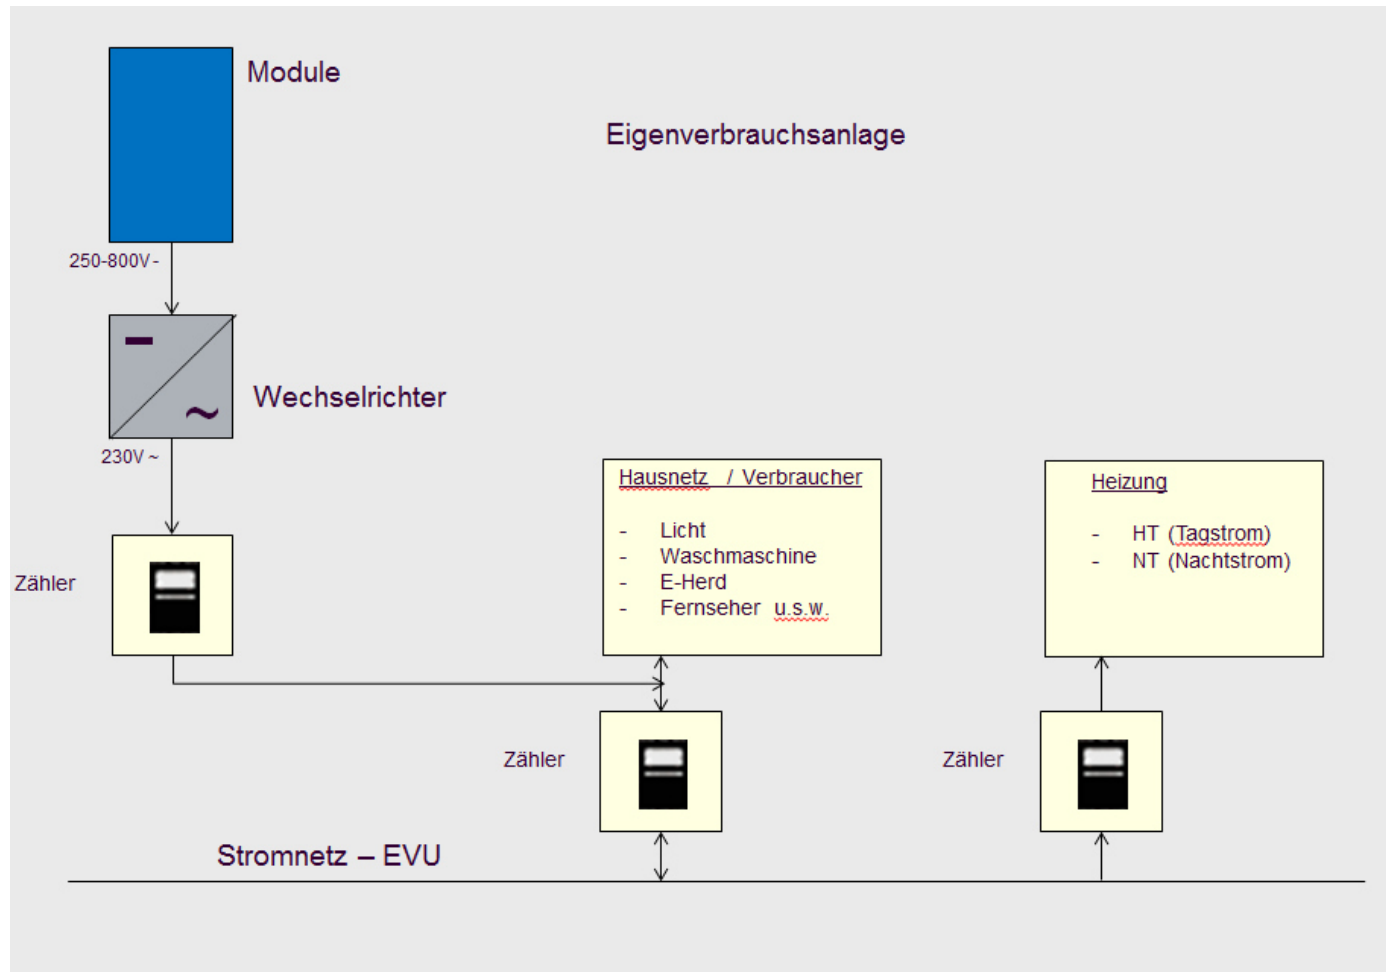 Module
Eigenverbrauchsanlage
250-800V -
Wechselrichter
230V ~
Zähler
Hausnetz / Verbraucher
- Licht
- Waschmaschine
- E-Herd
- Fernseher u.s.w.
Heizung
- HT (Tagstrom)
- NT (Nachtstrom)
Zähler
Zähler
Stromnetz – EVU